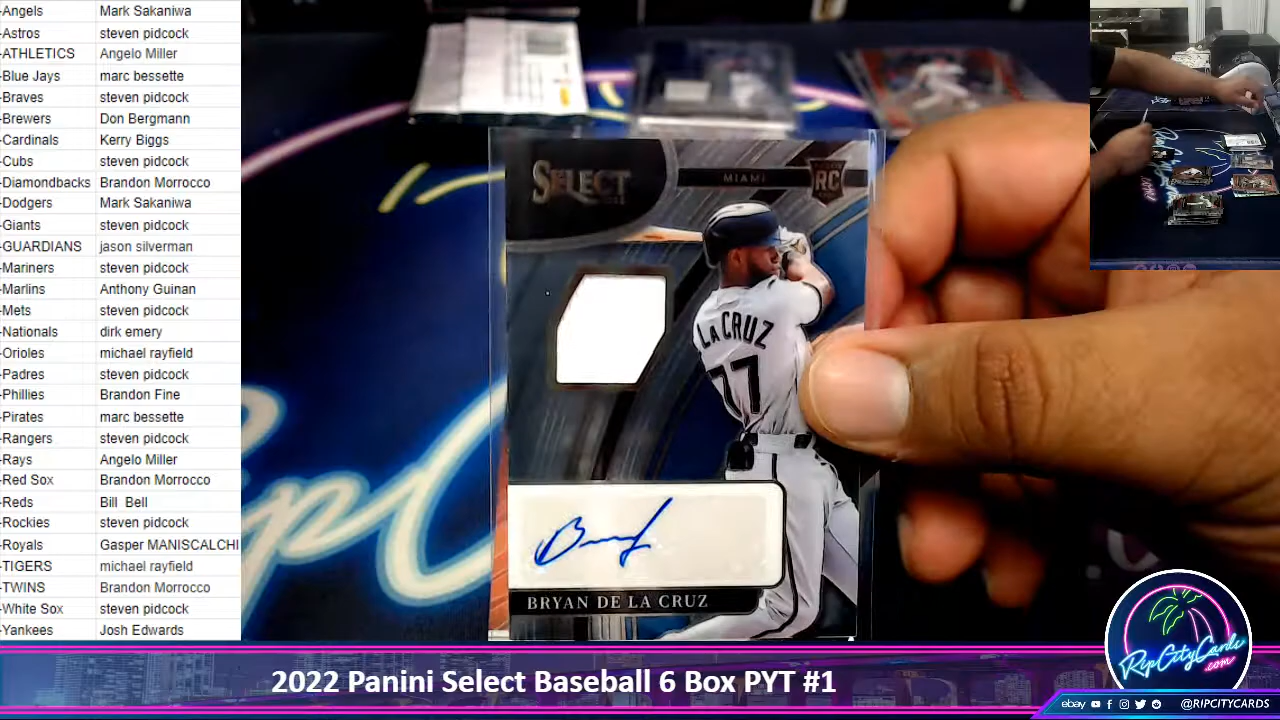 -Angels Mark Sakaniwa
-Astros steven pidcock
-ATHLETICS Angelo Miller
-Blue Jays marc bessette
-Braves steven pidcock
-Brewers Don Bergmann
-Cardinals Kerry Biggs
-Cubs steven pidcock
-Diamondbacks Brandon Morrocco
-Dodgers Mark Sakaniwa
-Giants steven pidcock
-GUARDIANS jason silverman
-Mariners steven pidcock
-Marlins Anthony Guinan
-Mets steven pidcock
-Nationals dirk emery
-Orioles michael rayfield
-Padres steven pidcock
-Phillies Brandon Fine
-Pirates marc bessette
-Rangers steven pidcock
-Rays Angelo Miller
-Red Sox Brandon Morrocco
-Reds Bill Bell
-Rockies steven pidcock
-Royals Gasper MANISCALCHI
-TIGERS michael rayfield
-TWINS Brandon Morrocco
-White Sox steven pidcock
-Yankees Josh Edwards
SELECT
MIAMI
RC
LA CRUZ
77
BRYAN DE LA CRUZ
2022 Panini Select Baseball 6 Box PYT #1
RipCityCards
.com
ebay @RIPCITYCARDS